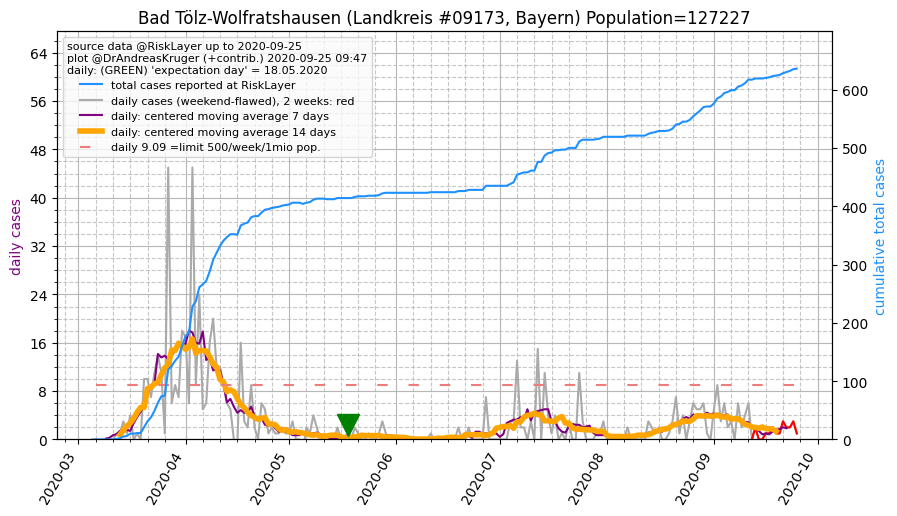 Bad Tölz-Wolfratshausen (Landkreis #09173, Bayern) Population=127227
source data @RiskLayer up to 2020-09-25
plot @DrAndreasKruger (+contrib.) 2020-09-25 09:47
daily: (GREEN) 'expectation day' = 18.05.2020
total cases reported at RiskLayer
daily cases (weekend-flawed), 2 weeks: red
daily: centered moving average 7 days
daily: centered moving average 14 days
daily 9.09 =limit 500/week/1mio pop.
daily cases
64
56
48
40
32
24
16
8
0
cumulative total cases
600
500
400
300
200
100
0
2020-03
2020-04
2020-05
2020-06
2020-07
2020-08
2020-09
2020-10